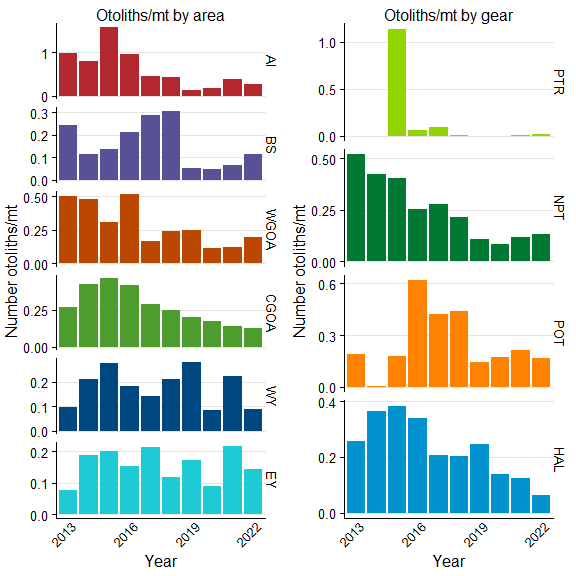 Otoliths/mt by area
1
0
AI
0.3
0.2
0.1
0.0
BS
0.50
0.25
0.00
WGOA
0.25
0.00
CGOA
0.2
0.1
0.0
WY
0.2
0.1
0.0
EY
Number otoliths/mt
2013
2016
2019
2022
Year
Otoliths/mt by gear
1.0
0.5
0.0
PTR
0.50
0.25
0.00
NPT
0.6
0.3
0.0
POT
0.4
0.2
0.0
HAL
Number otoliths/mt
2013
2016
2019
2022
Year